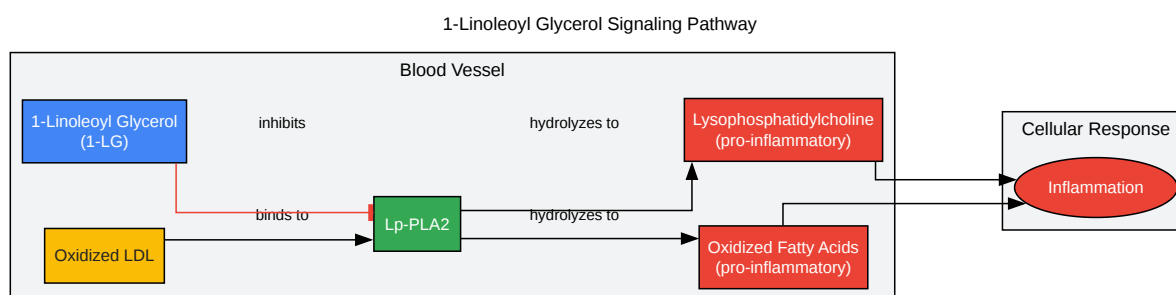 1-Linoleoyl Glycerol Signaling Pathway
Blood Vessel
1-Linoleoyl Glycerol
(1-LG)
inhibits
hydrolyzes to
Lysophosphatidylcholine
(pro-inflammatory)
Cellular Response
Inflammation
binds to
Lp-PLA2
hydrolyzes to
Oxidized LDL
Oxidized Fatty Acids
(pro-inflammatory)